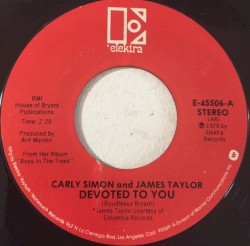 elektra
BMI
House of Bryant
Publications
Time: 2:28
Produced by
Arif Mardin
From Her Album
"Boys In The Trees"
E-45506-A
STEREO
(AR)
℗ 1978 by
Elektra
Records
CARLY SIMON and JAMES TAYLOR
DEVOTED TO YOU
(Boudleaux Bryant)
* James Taylor courtesy of
Columbia Records